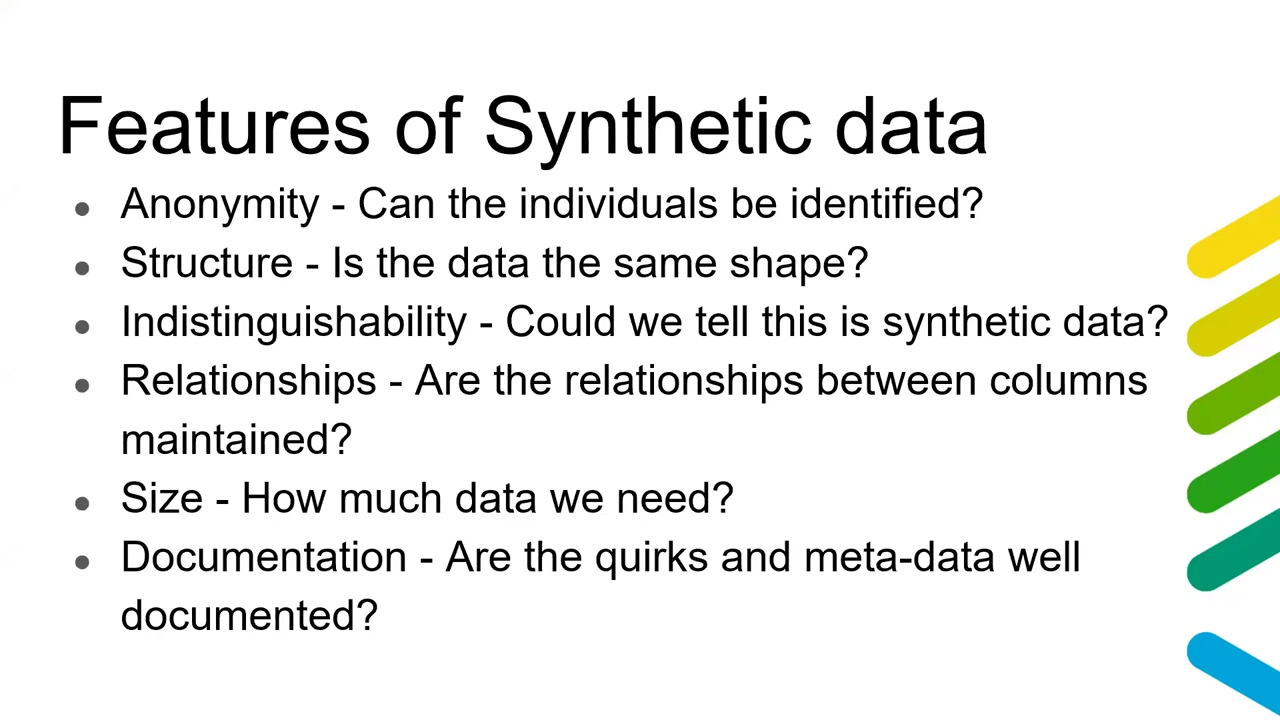 Features of Synthetic data
● Anonymity - Can the individuals be identified?
● Structure - Is the data the same shape?
● Indistinguishability - Could we tell this is synthetic data?
● Relationships - Are the relationships between columns
maintained?
● Size - How much data we need?
● Documentation - Are the quirks and meta-data well
documented?